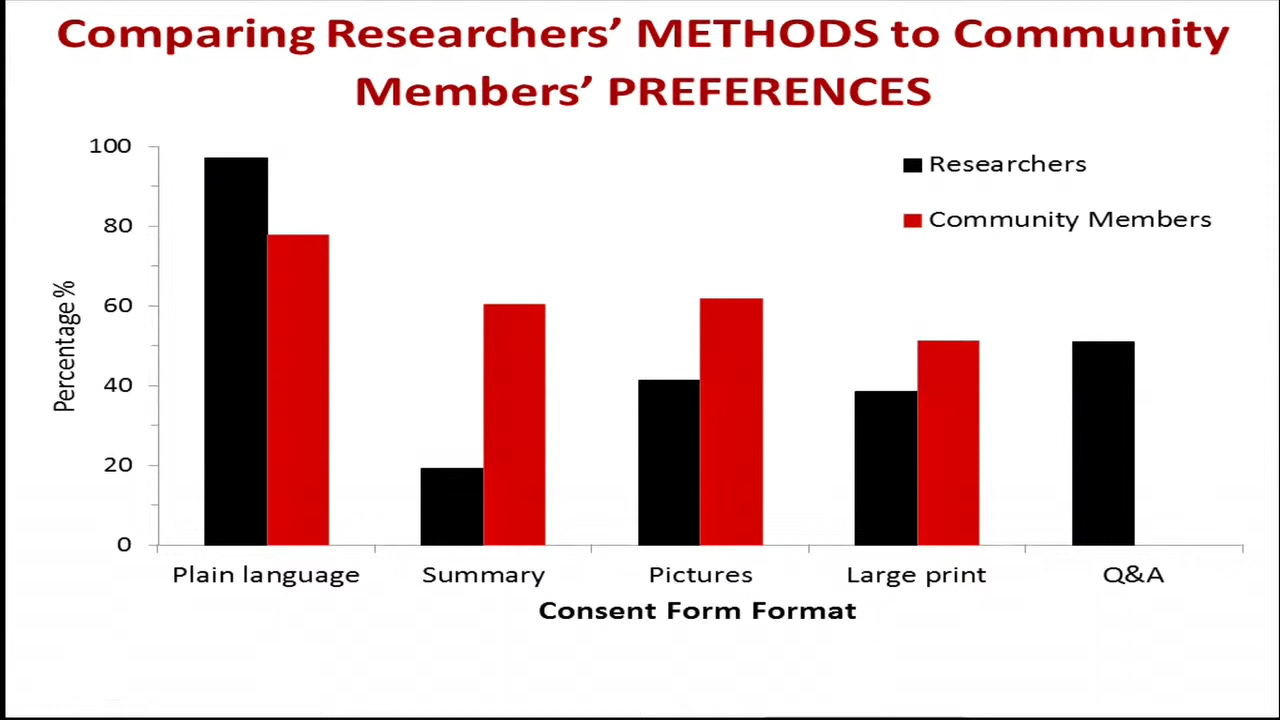 Comparing Researchers’ METHODS to Community
Members’ PREFERENCES
100
80
60
40
20
0
Percentage %
Researchers
Community Members
Plain language
Summary
Pictures
Large print
Q&A
Consent Form Format